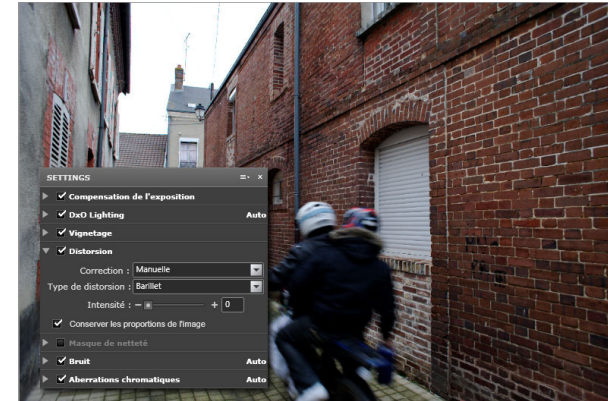 SETTINGS
Compensation de l'exposition
DxO Lighting Auto
Vignetage
Distorsion
Correction : Manuelle
Type de distorsion : Barillet
Intensité : - + 0
Conserver les proportions de l'image
Masque de netteté
Bruit Auto
Aberrations chromatiques Auto